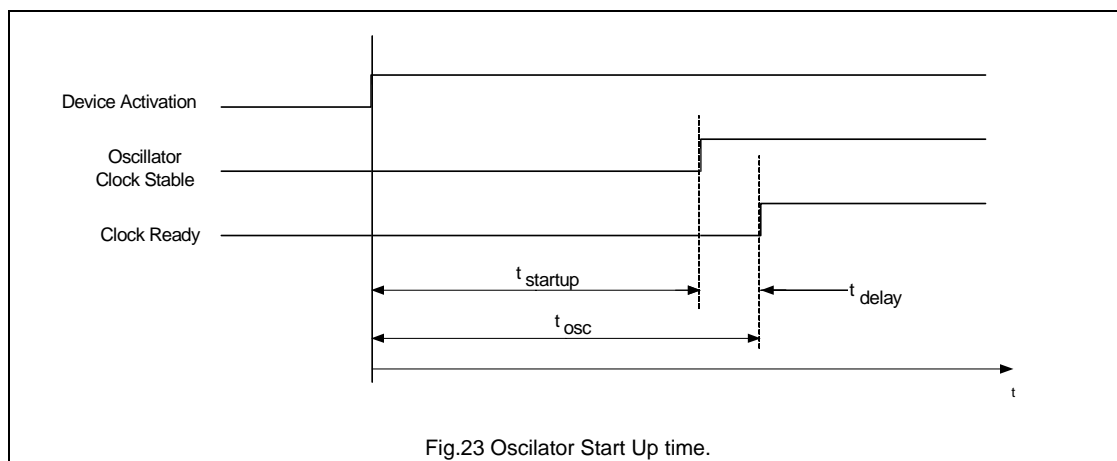 Device Activation
Oscillator
Clock Stable
Clock Ready
t startup
t delay
t osc
t
Fig.23 Oscilator Start Up time.